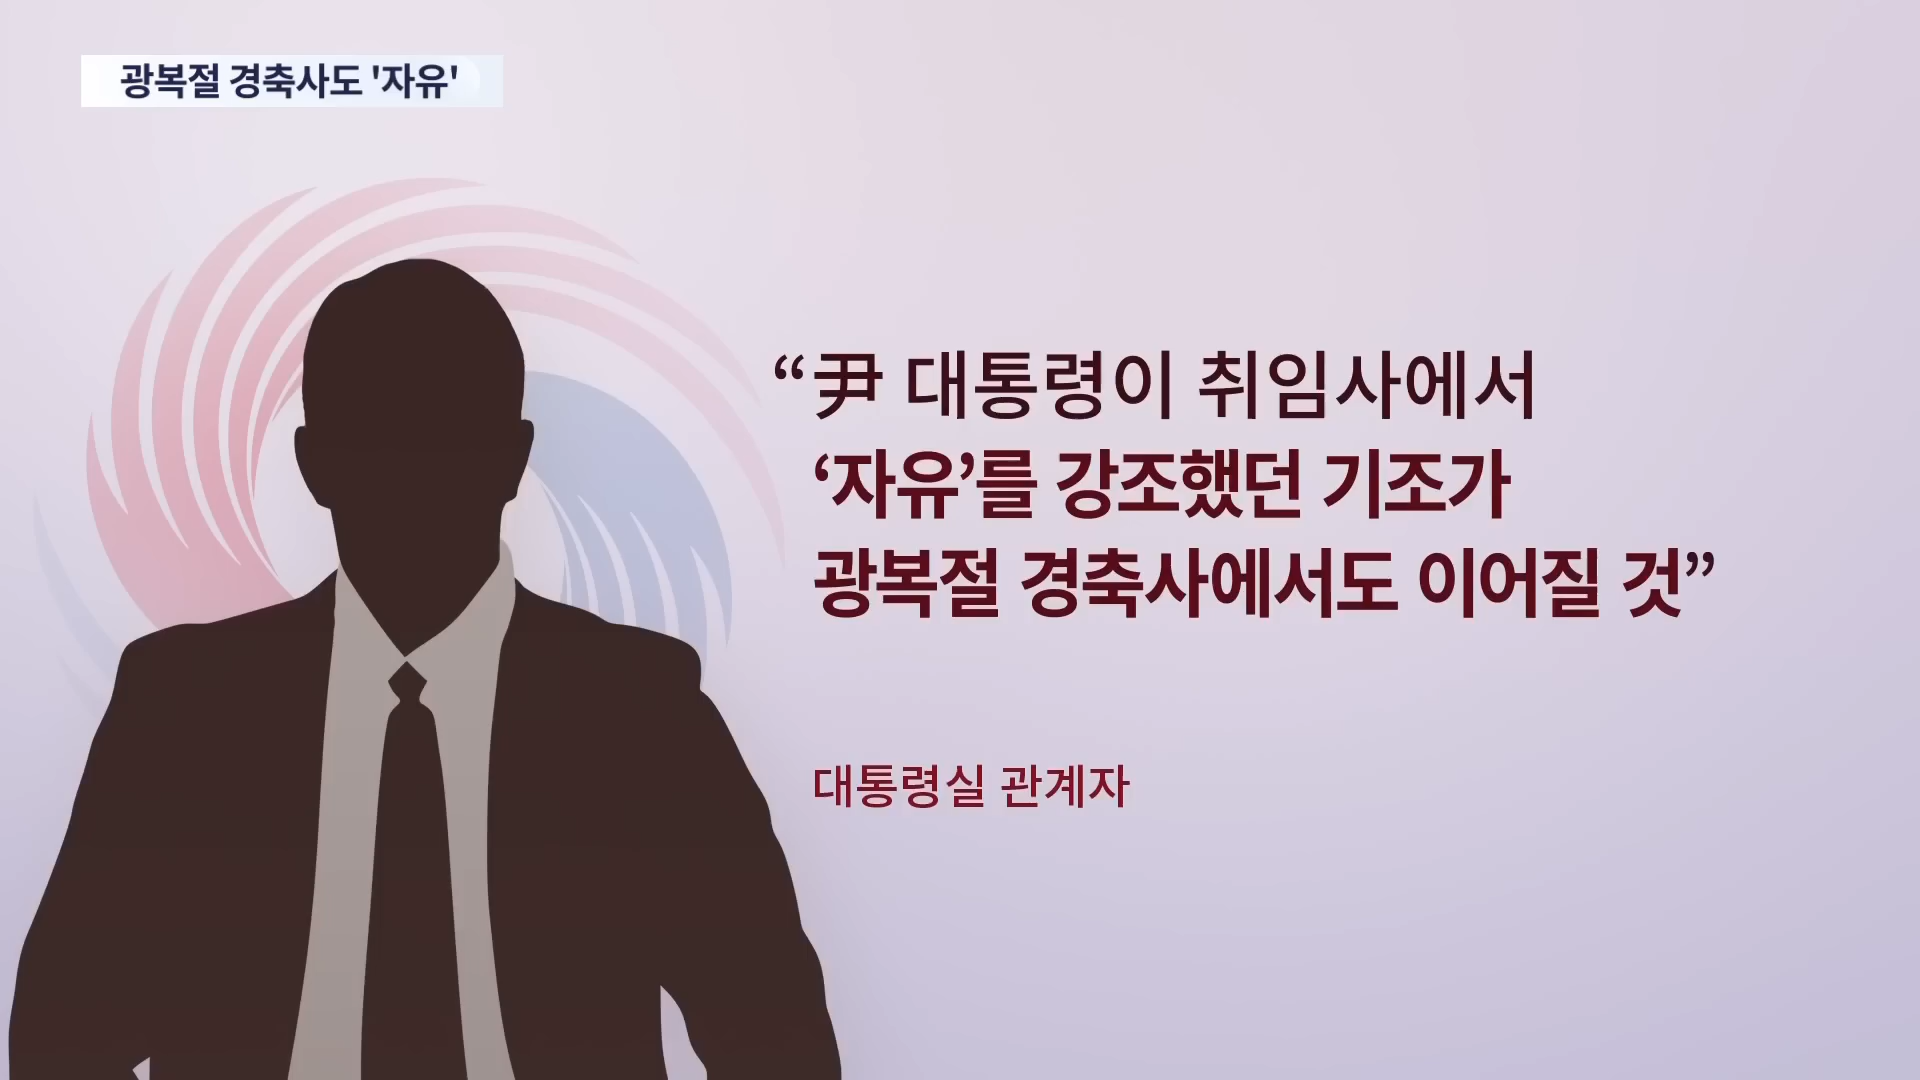 광복절 경축사도 '자유'
“尹 대통령이 취임사에서
‘자유’를 강조했던 기조가
광복절 경축사에서도 이어질 것”
대통령실 관계자